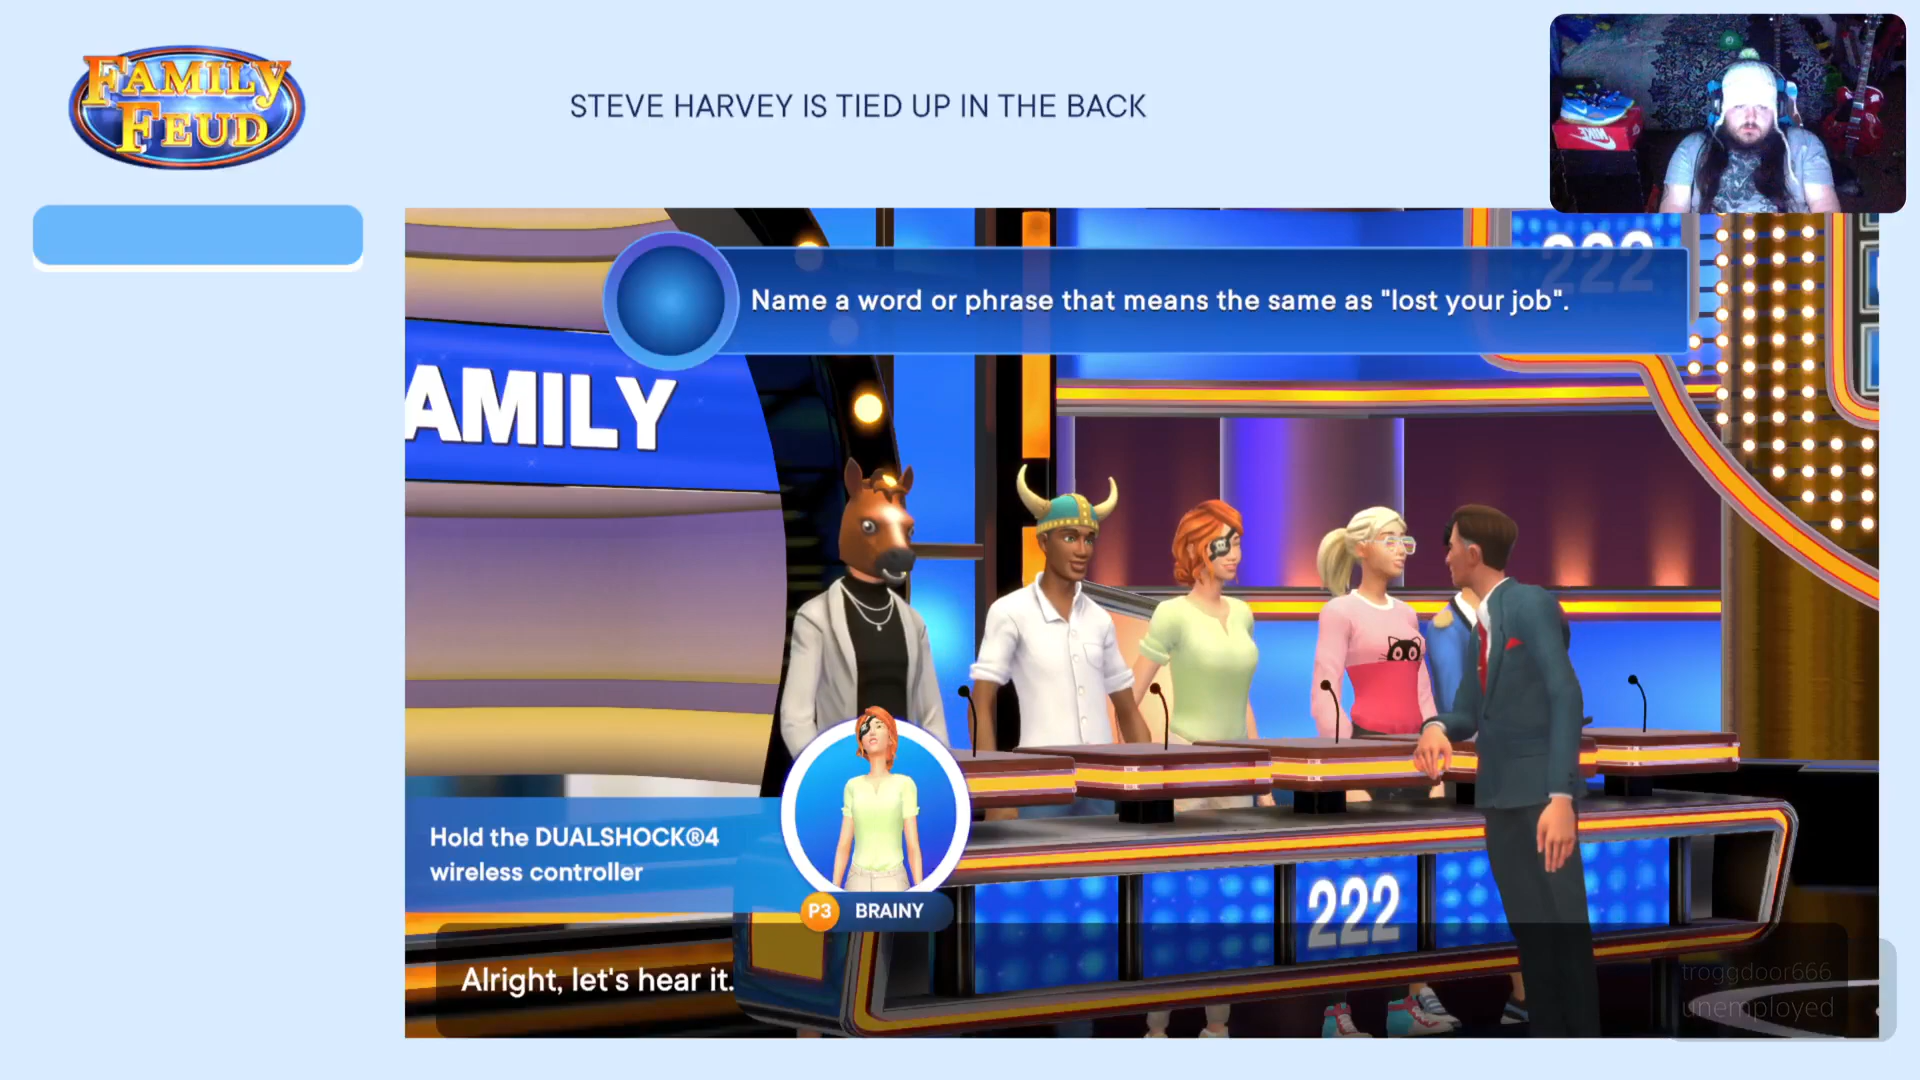 FAMILY
FEUD
STEVE HARVEY IS TIED UP IN THE BACK
NIKE
222
Name a word or phrase that means the same as "lost your job".
AMILY
Hold the DUALSHOCK®4
wireless controller
P3 BRAINY
222
Alright, let's hear it.
troggdoor666
unemployed